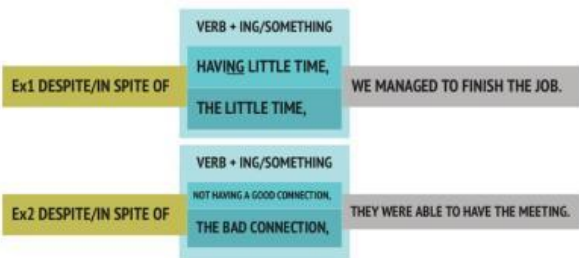 VERB + ING/SOMETHING
Ex1 DESPITE/IN SPITE OF
HAVING LITTLE TIME,
THE LITTLE TIME,
WE MANAGED TO FINISH THE JOB.
VERB + ING/SOMETHING
Ex2 DESPITE/IN SPITE OF
NOT HAVING A GOOD CONNECTION,
THE BAD CONNECTION,
THEY WERE ABLE TO HAVE THE MEETING.